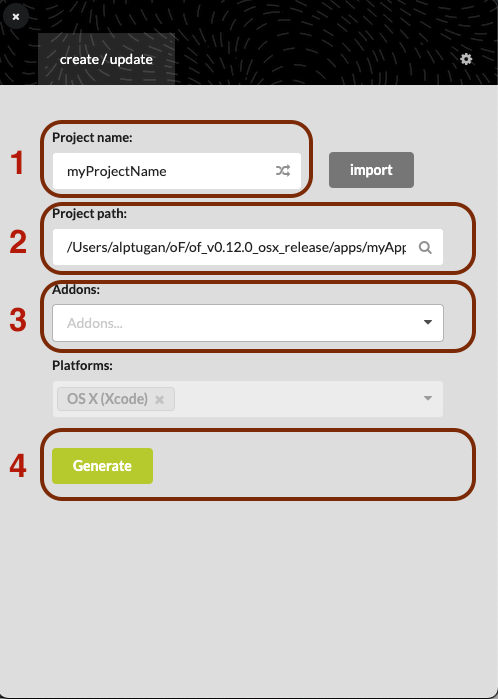 create / update
Project name:
1
myProjectName
import
Project path:
2
/Users/alptugan/oF/of_v0.12.0_osx_release/apps/myApp
Addons:
3
Addons...
Platforms:
OS X (Xcode)
4
Generate